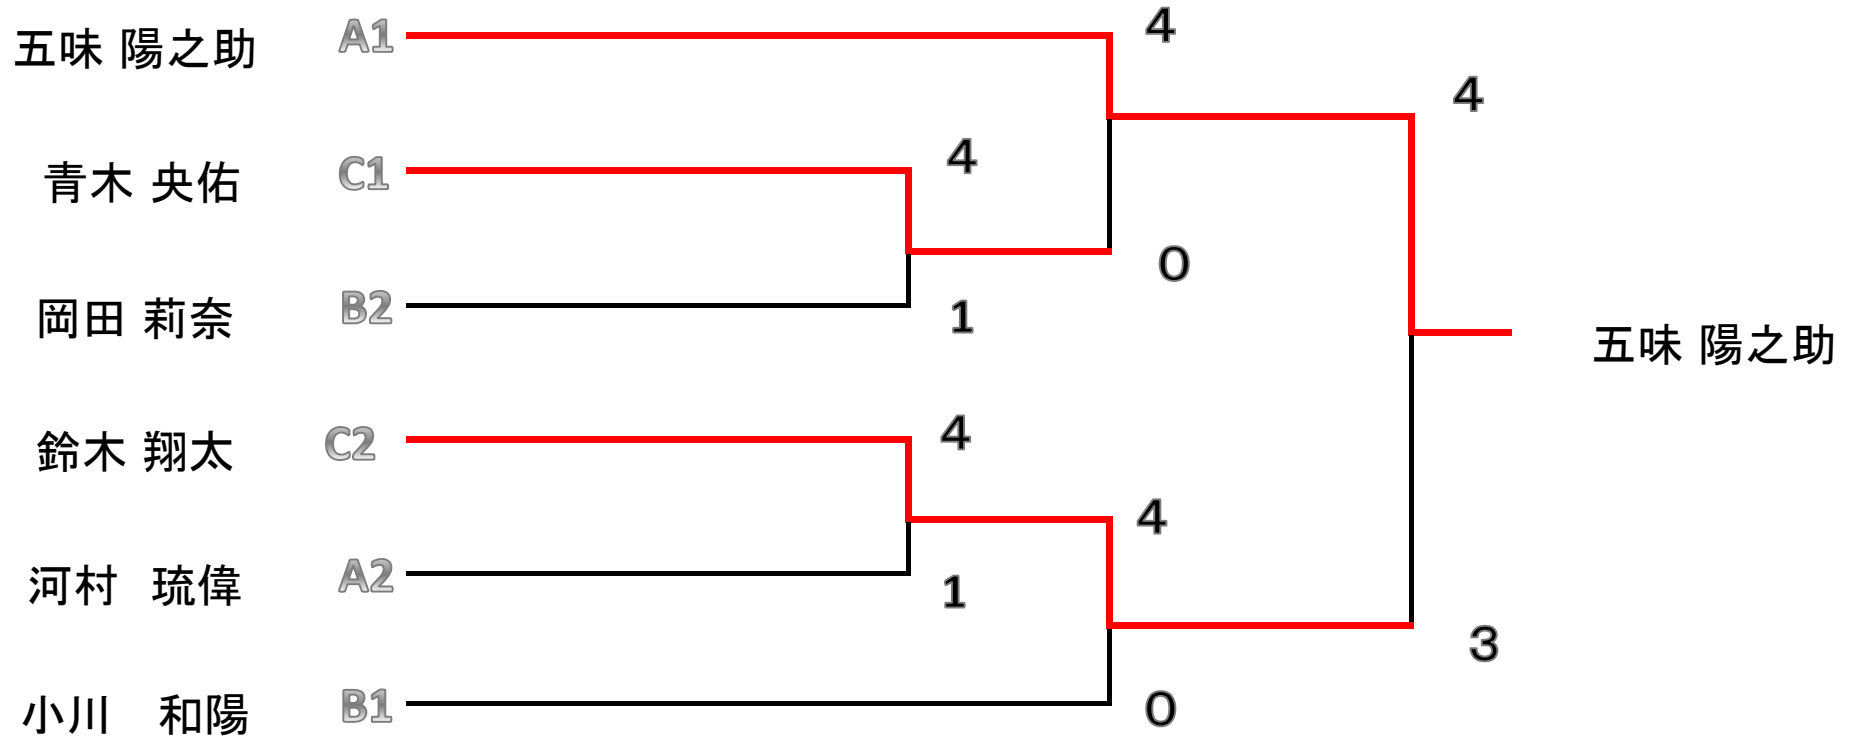 五味 陽之助 A1 4
4
青木 央佑 C1 4
0
岡田 莉奈 B2 1
五味 陽之助
鈴木 翔太 C2 4
4
河村 琉偉 A2 1
3
小川 和陽 B1 0